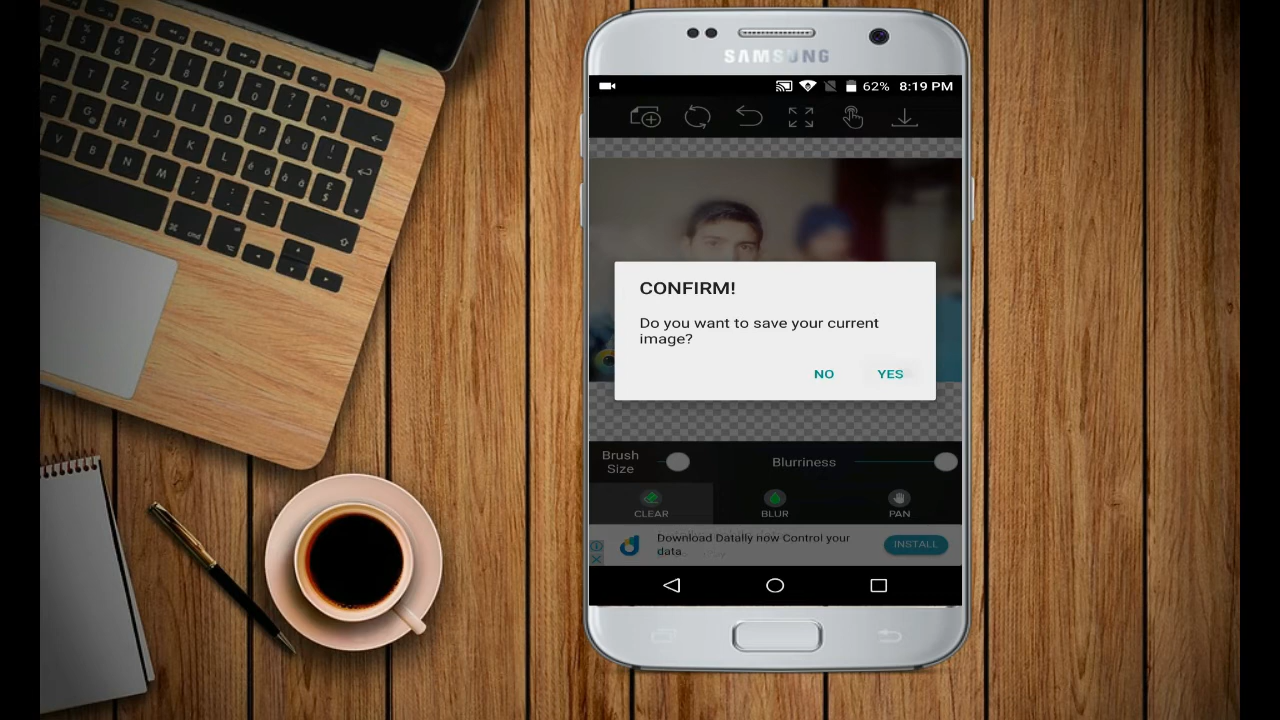 SAMSUNG
62% 8:19 PM
CONFIRM!
Do you want to save your current
image?
NO YES
Brush
Size
Blurriness
CLEAR BLUR PAN
Download Datally now Control your
data
INSTALL